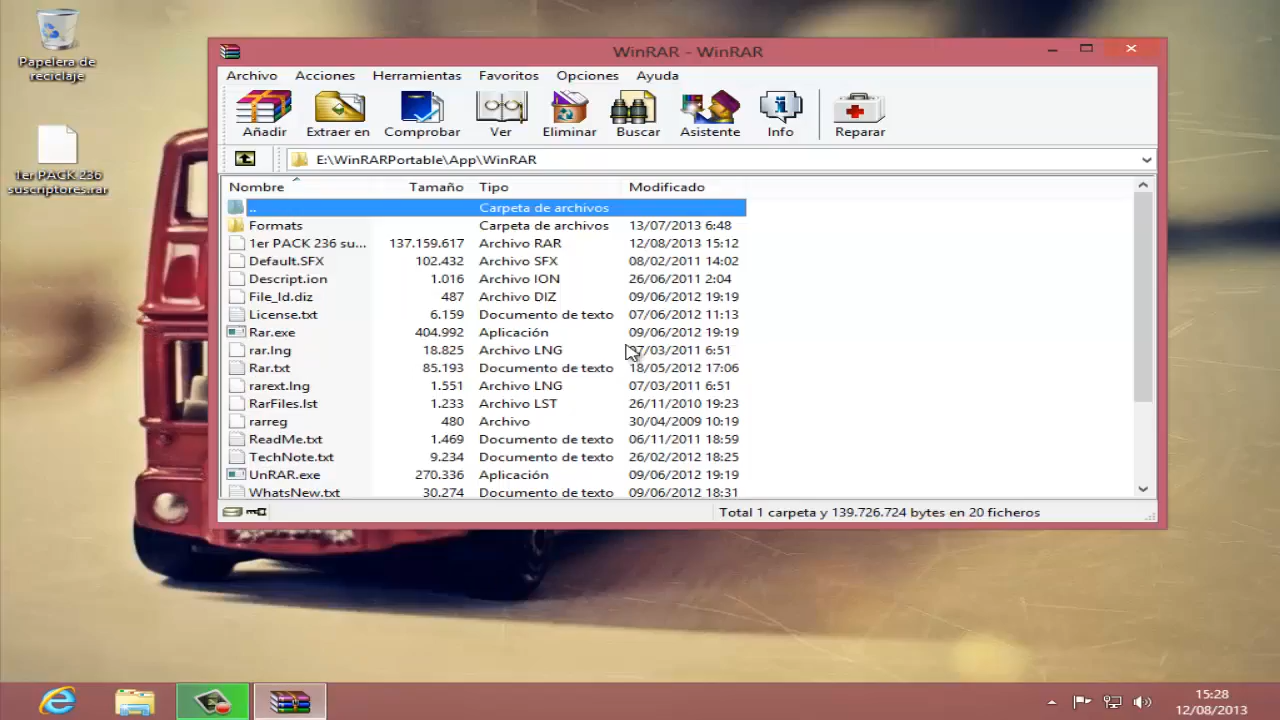 Papelera de
reciclaje
1er PACK 236
suscriptores.rar
WinRAR - WinRAR
Archivo Acciones Herramientas Favoritos Opciones Ayuda
Añadir Extraer en Comprobar Ver Eliminar Buscar Asistente Info Reparar
E:\WinRARPortable\App\WinRAR
Nombre Tamaño Tipo Modificado
.. Carpeta de archivos
Formats Carpeta de archivos 13/07/2013 6:48
1er PACK 236 su... 137.159.617 Archivo RAR 12/08/2013 15:12
Default.SFX 102.432 Archivo SFX 08/02/2011 14:02
Descript.ion 1.016 Archivo ION 26/06/2011 2:04
File_Id.diz 487 Archivo DIZ 09/06/2012 19:19
License.txt 6.159 Documento de texto 07/06/2012 11:13
Rar.exe 404.992 Aplicación 09/06/2012 19:19
rar.lng 18.825 Archivo LNG 07/03/2011 6:51
Rar.txt 85.193 Documento de texto 18/05/2012 17:06
rarext.lng 1.551 Archivo LNG 07/03/2011 6:51
RarFiles.lst 1.233 Archivo LST 26/11/2010 19:23
rarreg 480 Archivo 30/04/2009 10:19
ReadMe.txt 1.469 Documento de texto 06/11/2011 18:59
TechNote.txt 9.234 Documento de texto 26/02/2012 18:25
UnRAR.exe 270.336 Aplicación 09/06/2012 19:19
WhatsNew.txt 30.274 Documento de texto 09/06/2012 18:31
Total 1 carpeta y 139.726.724 bytes en 20 ficheros
15:28
12/08/2013